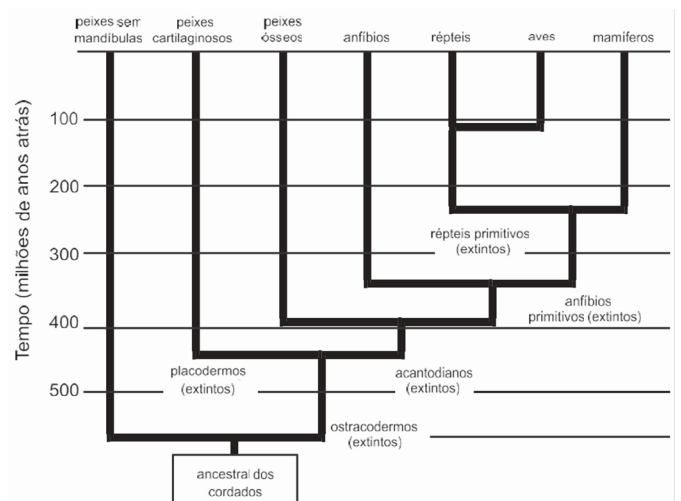 peixes sem
mandíbulas
peixes
cartilaginosos
peixes
ósseos
anfíbios
répteis
aves
mamíferos
Tempo (milhões de anos atrás)
100
200
300
400
500
répteis primitivos
(extintos)
anfíbios
primitivos (extintos)
placodermos
(extintos)
acantodianos
(extintos)
ostracodermos
(extintos)
ancestral dos
cordados